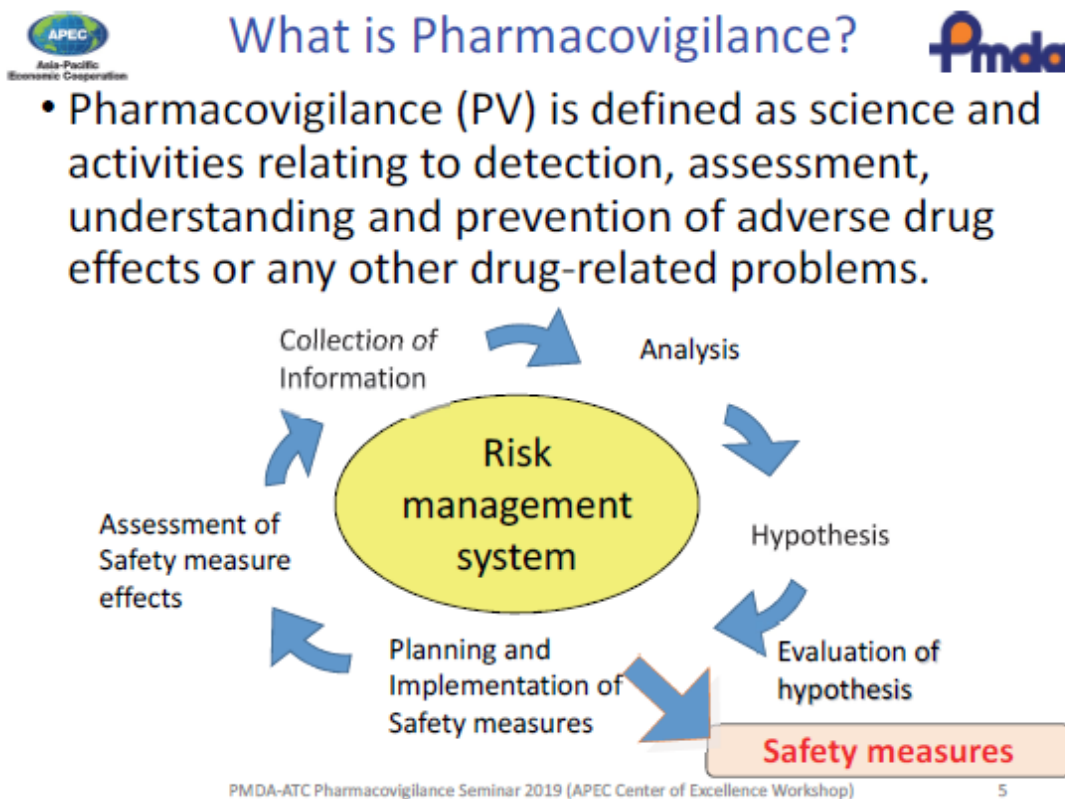 APEC
Asia-Pacific
Economic Cooperation
What is Pharmacovigilance?
Pmda
• Pharmacovigilance (PV) is defined as science and
activities relating to detection, assessment,
understanding and prevention of adverse drug
effects or any other drug-related problems.
Collection of
Information
Analysis
Risk
management
system
Hypothesis
Assessment of
Safety measure
effects
Evaluation of
hypothesis
Planning and
Implementation of
Safety measures
Safety measures
PMDA-ATC Pharmacovigilance Seminar 2019 (APEC Center of Excellence Workshop)
5